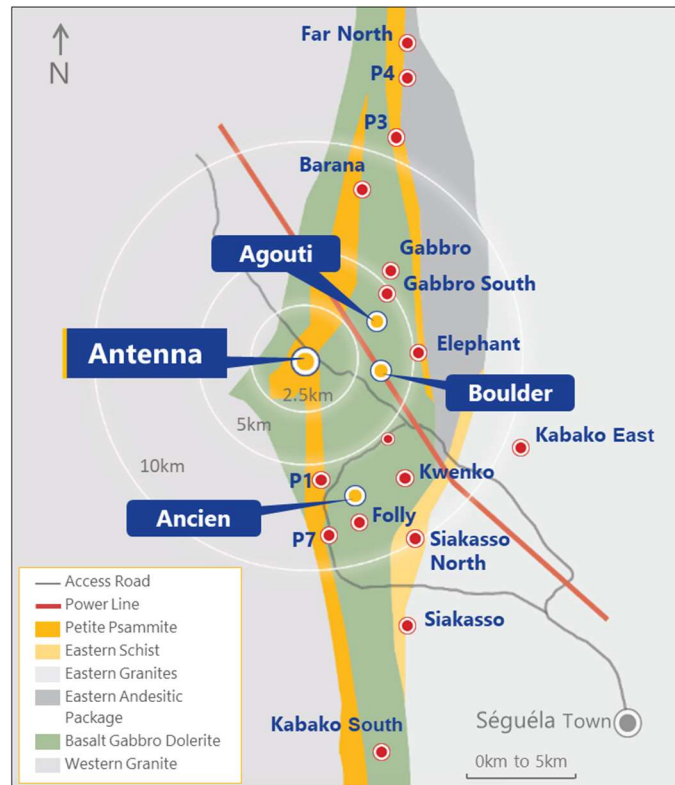 Far North
N
P4
P3
Barana
Agouti
Gabbro
Gabbro South
Antenna
Elephant
2.5km
Boulder
5km
Kabako East
10km
P1
Kwenko
Ancien
Folly
P7
Siakasso
North
Access Road
Power Line
Petite Psammite
Eastern Schist
Eastern Granites
Eastern Andesitic
Package
Basalt Gabbro Dolerite
Western Granite
Siakasso
Kabako South
Séguéla Town
0km to 5km